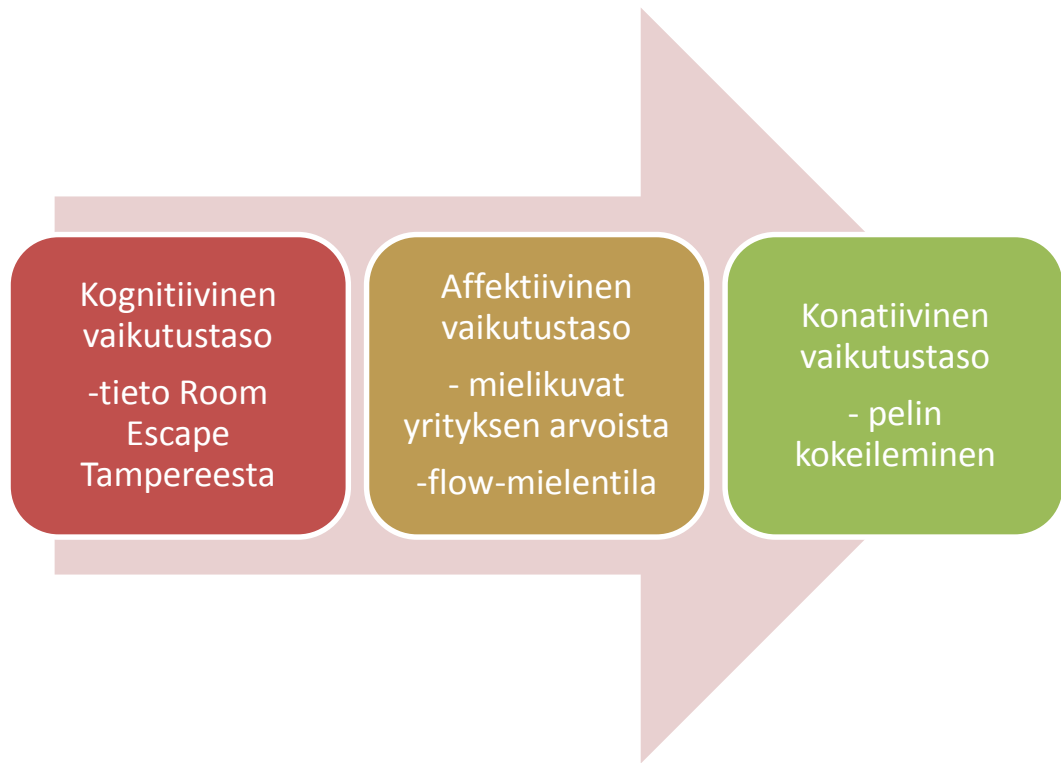 Kognitiivinen
vaikutustaso
-tieto Room
Escape
Tampereesta
Affektiivinen
vaikutustaso
- mielikuvat
yrityksen arvoista
-flow-mielentila
Konatiivinen
vaikutustaso
- pelin
kokeileminen